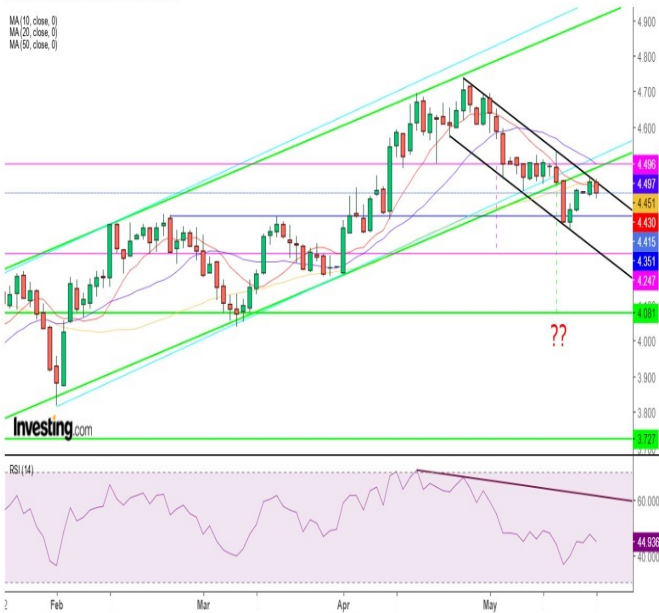 MA (10, close, 0)
MA (20, close, 0)
MA (50, close, 0)
4.900
4.700
4.600
4.496
4.497
4.451
4.430
4.415
4.351
4.247
4.081
4.000
3.900
3.800
3.727
??
Investing.com
RSI (14)
60.000
44.936
40.000
2
Feb
Mar
Apr
May